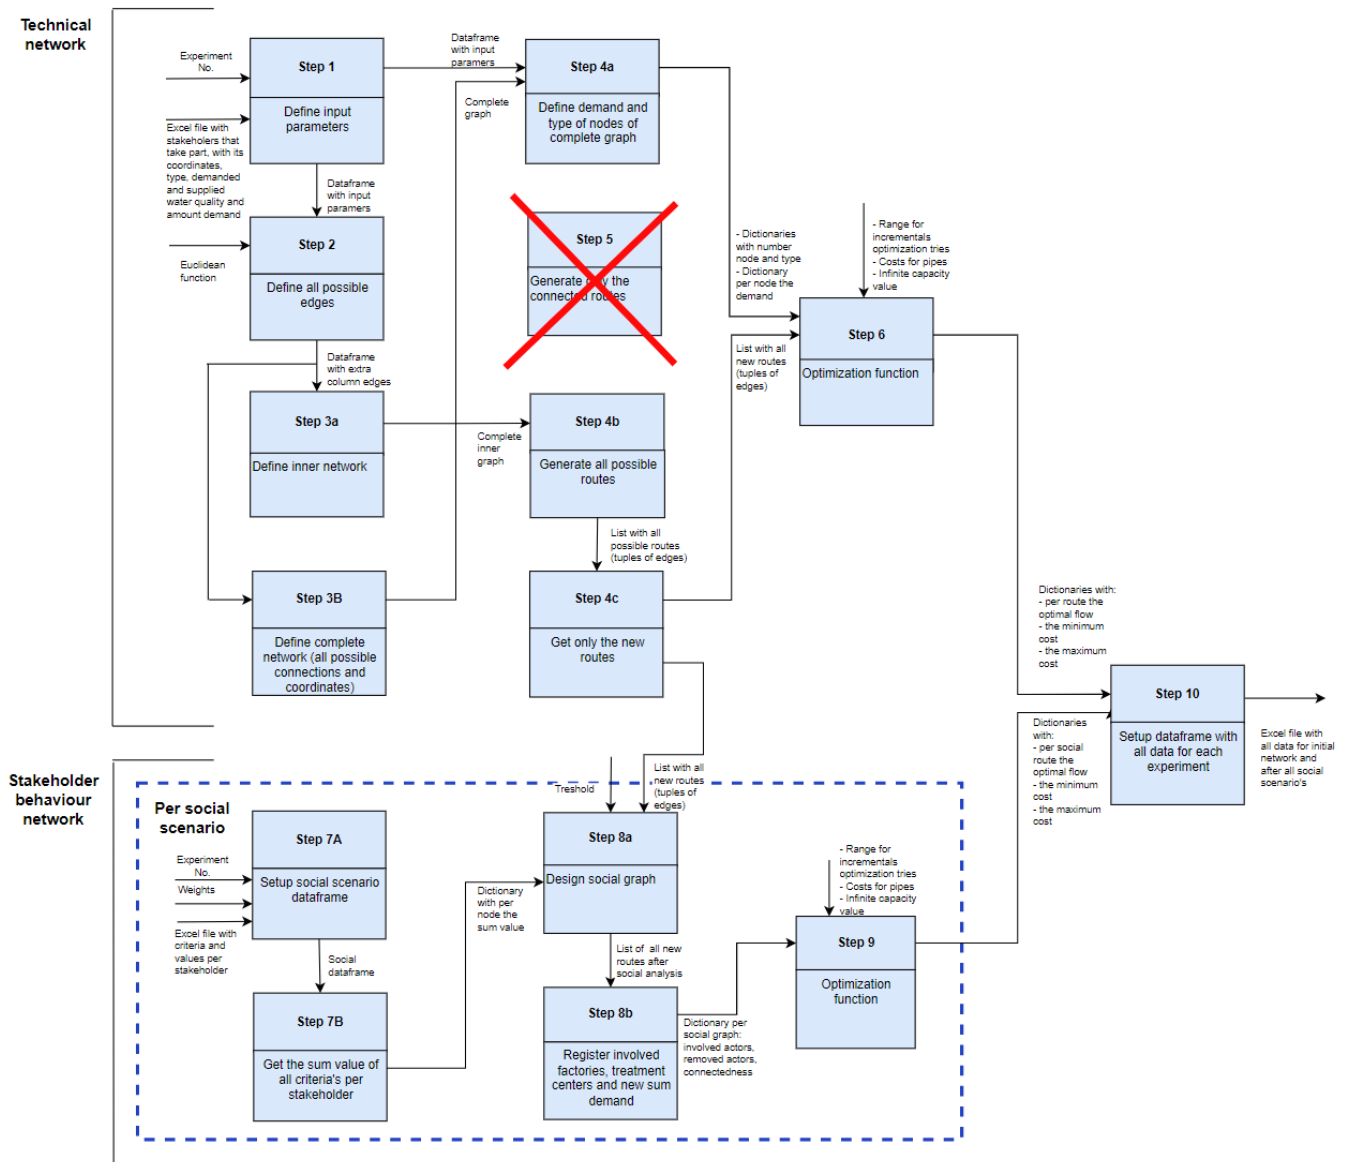 Technical
network
Experiment
No.
Step 1
Define input
parameters
Excel file with
stakeholers that
take part, with its
coordinates,
type, demanded
and supplied
water quality and
amount demand
Dataframe
with input
paramers
Dataframe
with input
paramers
Complete
graph
Step 4a
Define demand and
type of nodes of
complete graph
Step 2
Define all possible
edges
Euclidean
function
Step 5
Generate only the
connected routes
- Dictionaries
with number
node and type
- Dictionary
per node the
demand
- Range for
incrementals
optimization tries
- Costs for pipes
- Infinite capacity
value
Step 6
Optimization function
List with all
new routes
(tuples of
edges)
Dataframe
with extra
column edges
Step 3a
Define inner network
Complete
inner
graph
Step 4b
Generate all possible
routes
List with all
possible routes
(tuples of edges)
Step 3B
Define complete
network (all possible
connections and
coordinates)
Step 4c
Get only the new
routes
Dictionaries with:
- per route the
optimal flow
- the minimum
cost
- the maximum
cost
Step 10
Setup dataframe with
all data for each
experiment
Excel file with
all data for initial
network and
after all social
scenario's
Dictionaries
with:
- per social
route the
optimal flow
- the minimum
cost
- the maximum
cost
Stakeholder
behaviour
network
Per social
scenario
Treshold
List with all
new routes
(tuples of
edges)
Step 7A
Setup social scenario
dataframe
Experiment
No.
Weights
Excel file with
criteria and
values per
stakeholder
Social
dataframe
Step 7B
Get the sum value of
all criteria's per
stakeholder
Dictionary
with per
node the
sum value
Step 8a
Design social graph
List of all new
routes after
social analysis
Step 8b
Register involved
factories, treatment
centers and new sum
demand
Dictionary per
social graph:
involved actors,
removed actors,
connectedness
- Range for
incrementals
optimization tries
- Costs for pipes
- Infinite capacity
value
Step 9
Optimization
function